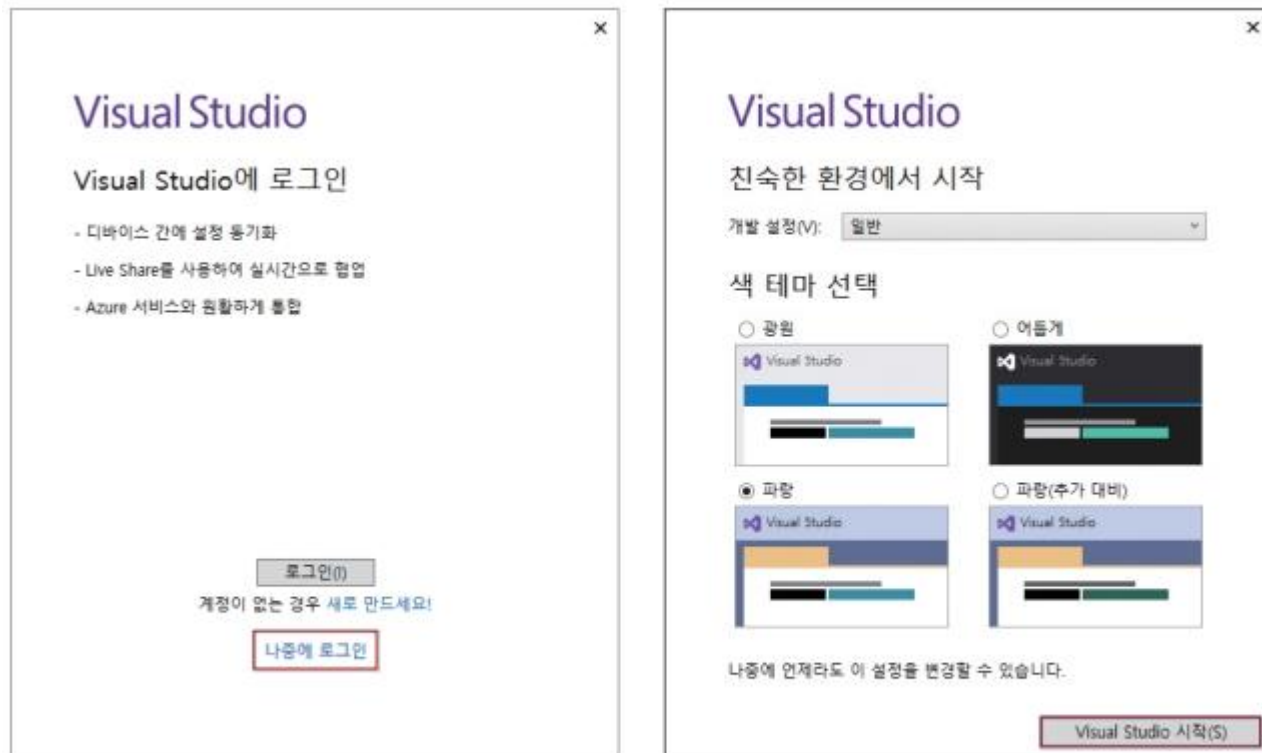 Visual Studio
Visual Studio에 로그인
- 디바이스 간에 설정 동기화
- Live Share를 사용하여 실시간으로 협업
- Azure 서비스와 원활하게 통합
로그인(I)
계정이 없는 경우 새로 만드세요!
나중에 로그인
Visual Studio
친숙한 환경에서 시작
개발 설정(V): 일반
색 테마 선택
광원
어둡게
Visual Studio
Visual Studio
파랑
파랑(추가 대비)
Visual Studio
Visual Studio
나중에 언제라도 이 설정을 변경할 수 있습니다.
Visual Studio 시작(S)